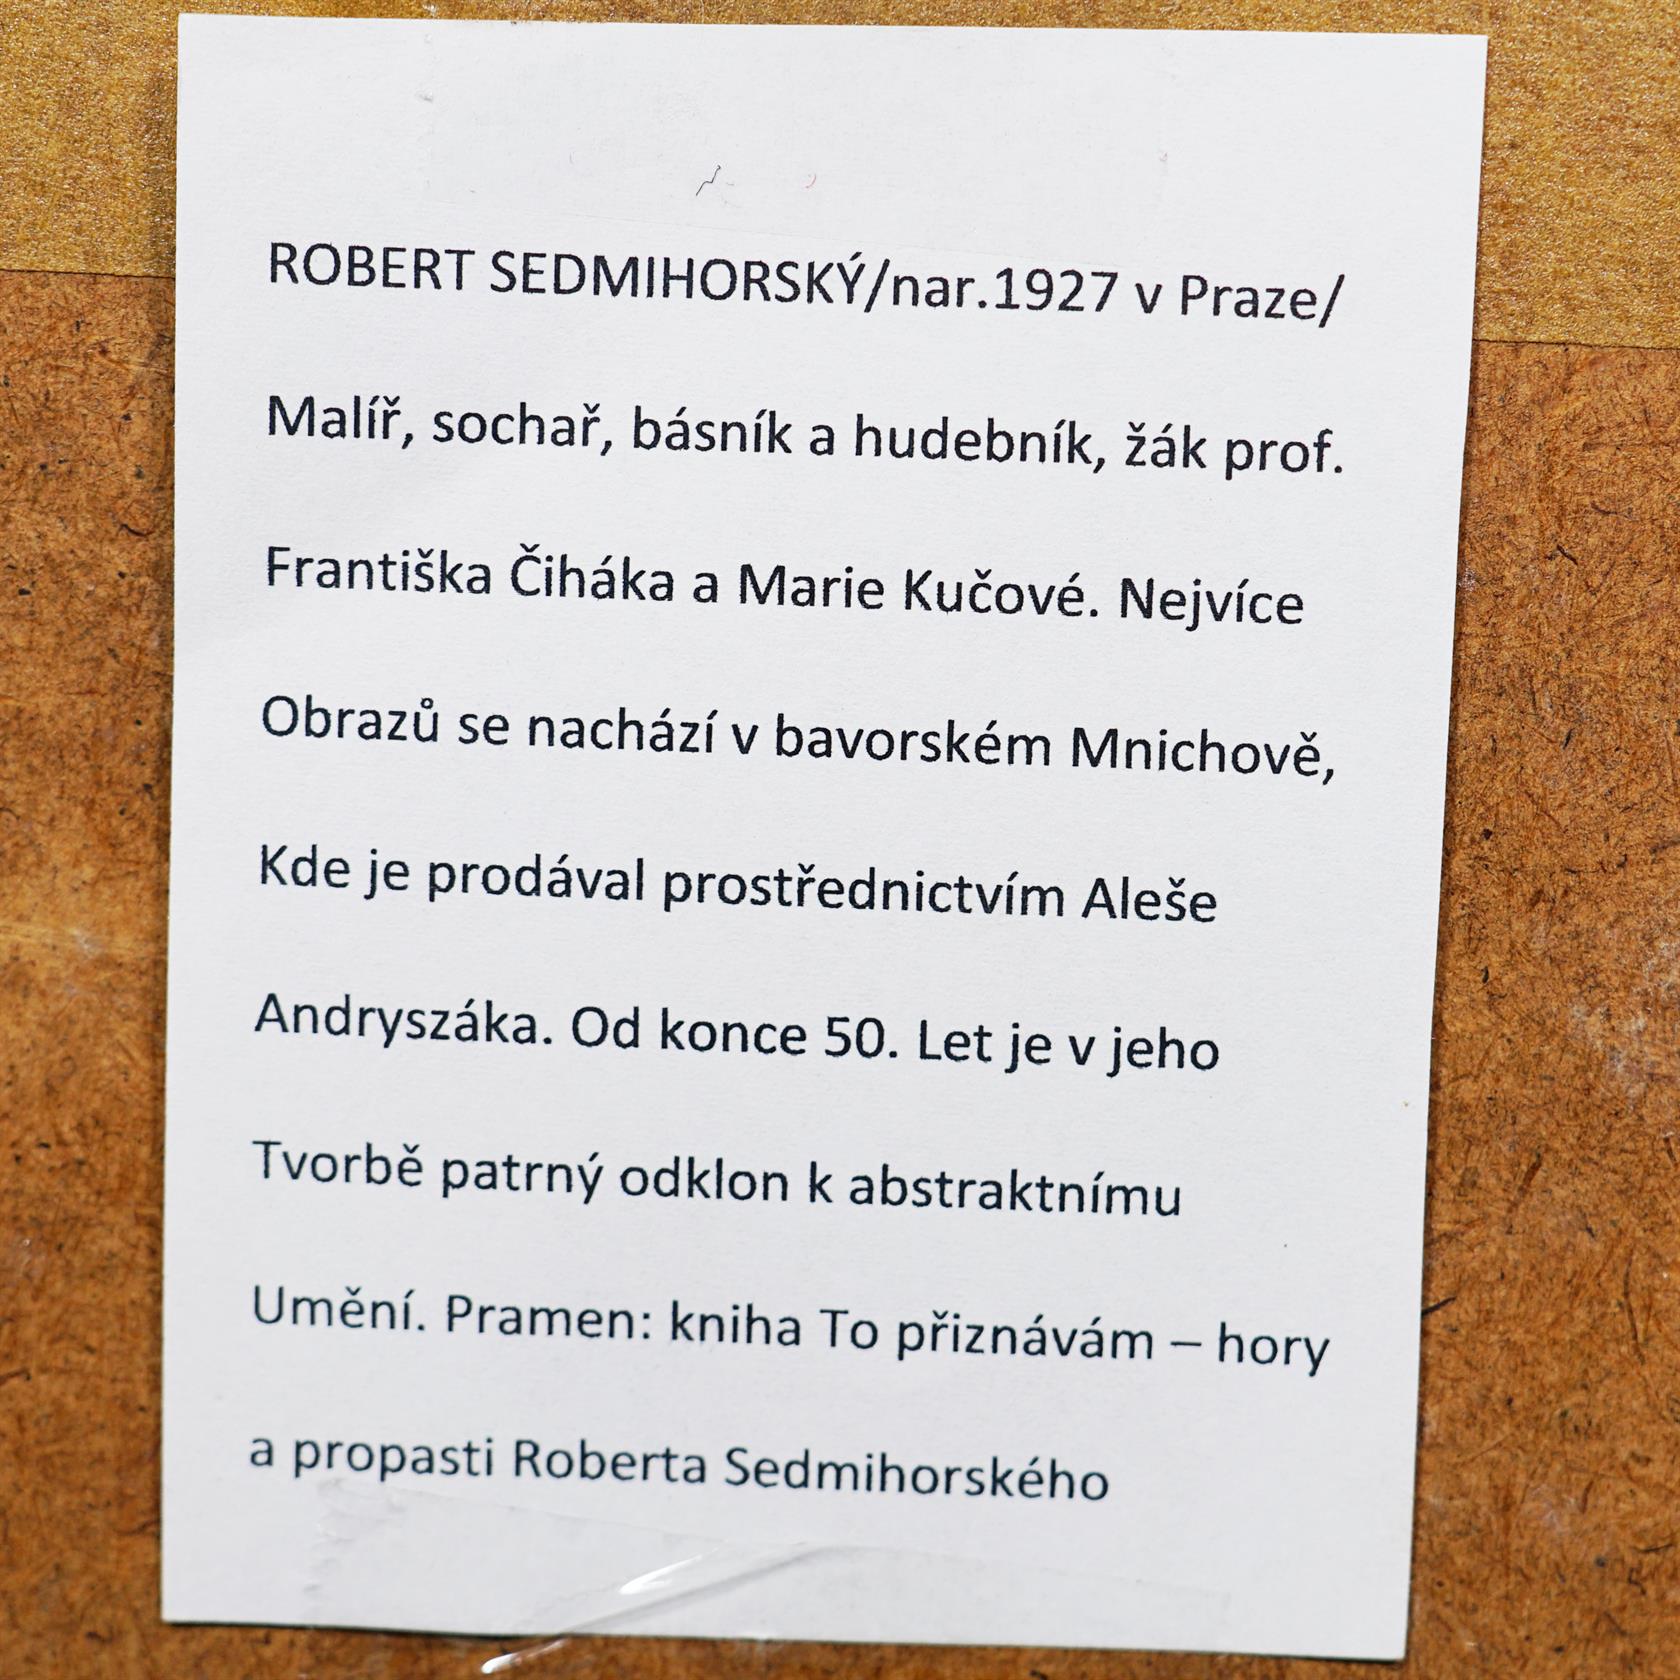 ROBERT SEDMIHORSKÝ/nar.1927 v Praze/
Malíř, sochař, básník a hudebník, žák prof.
Františka Čiháka a Marie Kučové. Nejvíce
Obrazů se nachází v bavorském Mnichově,
Kde je prodával prostřednictvím Aleše
Andryszáka. Od konce 50. Let je v jeho
Tvorbě patrný odklon k abstraktnímu
Umění. Pramen: kniha To přiznávám – hory
a propasti Roberta Sedmihorského